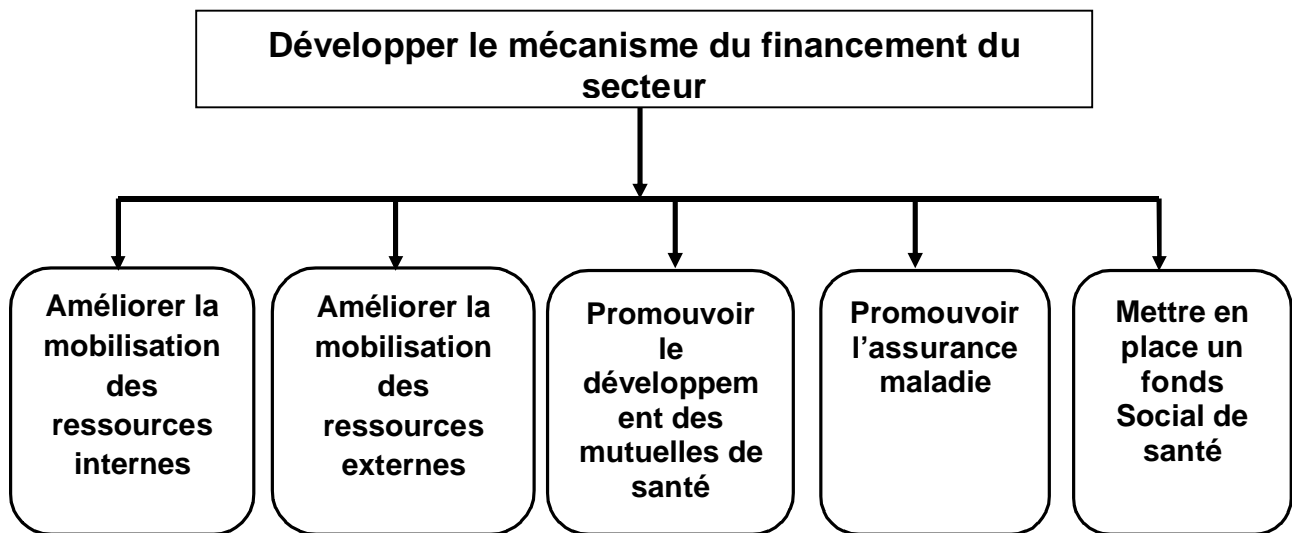 Développer le mécanisme du financement du
secteur
Améliorer la
mobilisation
des
ressources
internes
Améliorer la
mobilisation
des
ressources
externes
Promouvoir
le
développem
ent des
mutuelles de
santé
Promouvoir
l’assurance
maladie
Mettre en
place un
fonds
Social de
santé